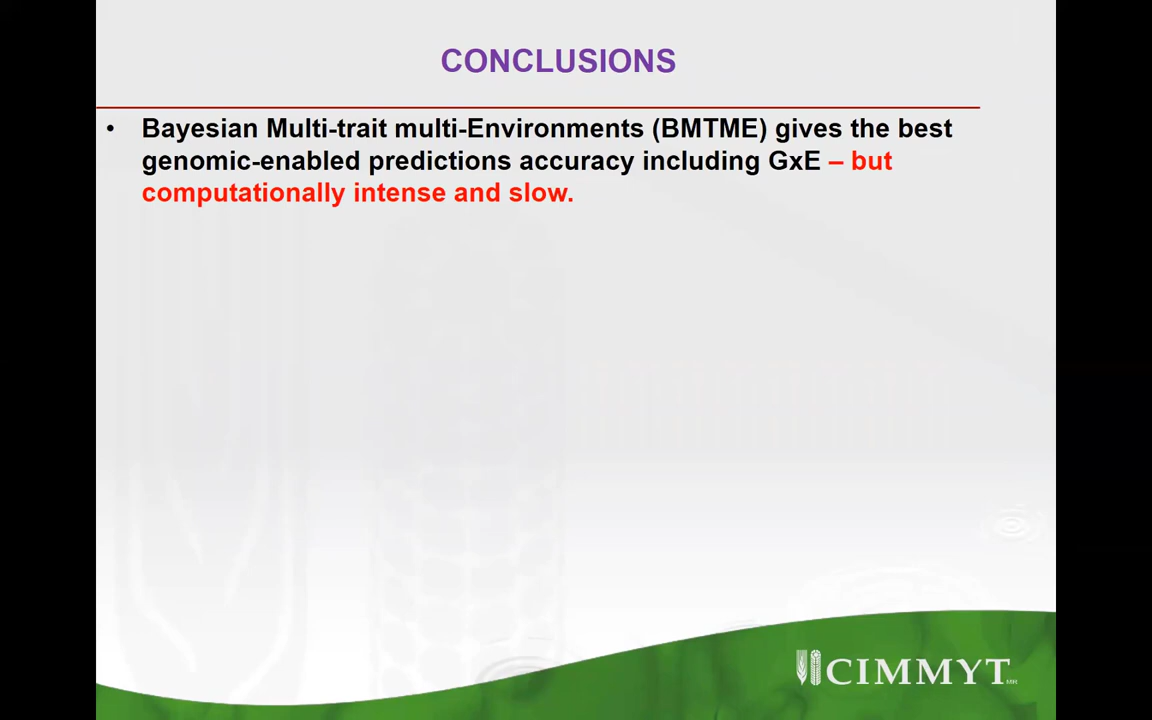 CONCLUSIONS
• Bayesian Multi-trait multi-Environments (BMTME) gives the best
genomic-enabled predictions accuracy including GxE – but
computationally intense and slow.
CIMMYT MR